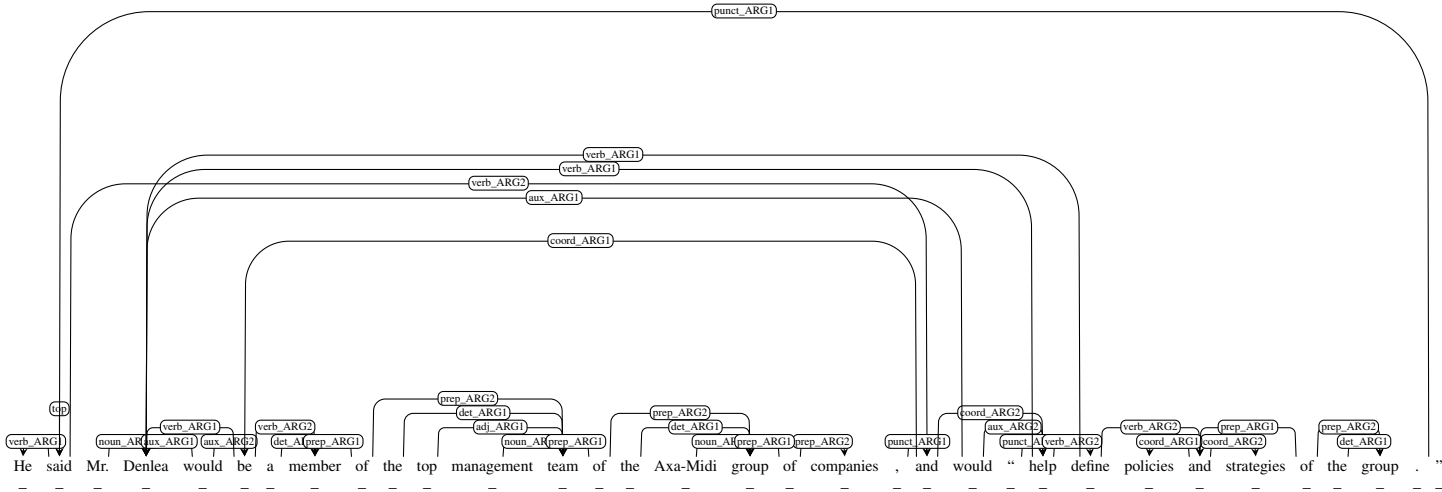 punct_ARG1
verb_ARG1
verb_ARG1
verb_ARG2
aux_ARG1
coord_ARG1
prep_ARG2
top det_ARG1 prep_ARG2 coord_ARG2
verb_ARG1 verb_ARG2 adj_ARG1 det_ARG1 aux_ARG2 verb_ARG2 prep_ARG1 prep_ARG2
verb_ARG1 aux_ARG1 aux_ARG2 prep_ARG1 prep_ARG1 prep_ARG1 prep_ARG2 punct_ARG1 verb_ARG2 coord_ARG1 coord_ARG2 det_ARG1
He said Mr. Denlea would be a member of the top management team of the Axa-Midi group of companies , and would “ help define policies and strategies of the group . ”
_ _ _ _ _ _ _ _ _ _ _ _ _ _ _ _ _ _ _ _ _ _ _ _ _ _ _ _ _ _ _ _ _